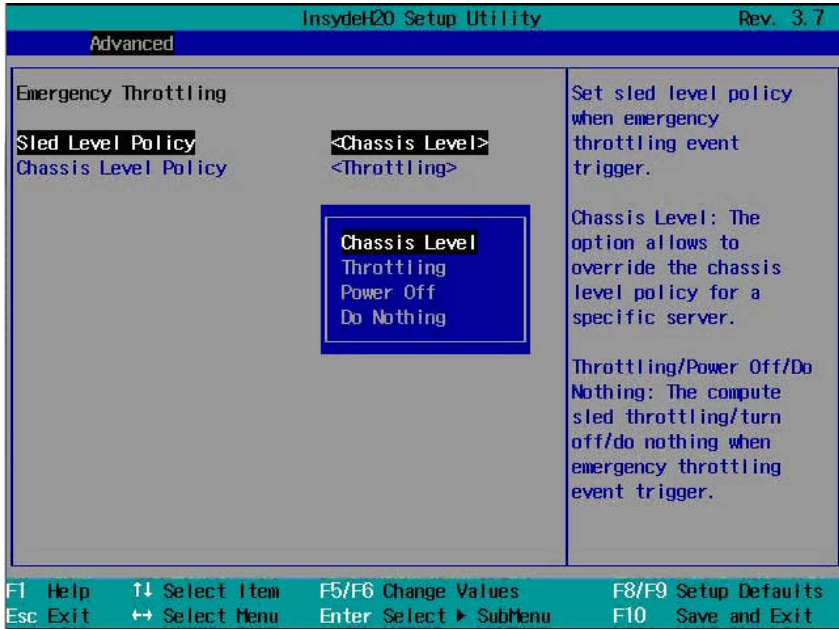 InsydeH20 Setup Utility Rev. 3.7
Advanced
Emergency Throttling
Sled Level Policy <Chassis Level>
Chassis Level Policy <Throttling>
Chassis Level
Throttling
Power Off
Do Nothing
Set sled level policy
when emergency
throttling event
trigger.
Chassis Level: The
option allows to
override the chassis
level policy for a
specific server.
Throttling/Power Off/Do
Nothing: The compute
sled throttling/turn
off/do nothing when
emergency throttling
event trigger.
F1 Help ↑↓ Select Item F5/F6 Change Values F8/F9 Setup Defaults
Esc Exit ↔ Select Menu Enter Select ▶ SubMenu F10 Save and Exit